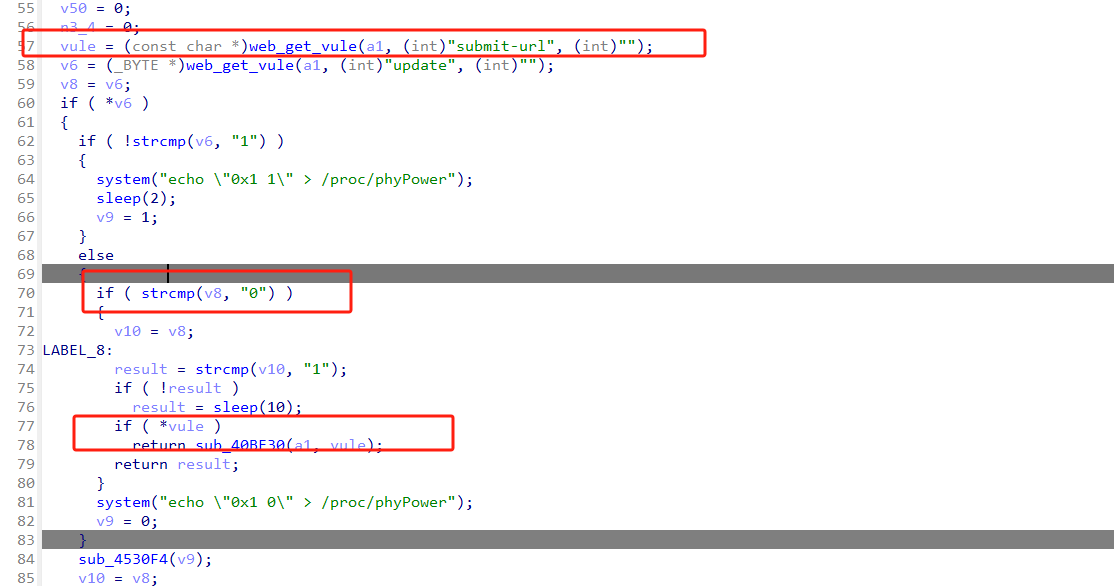 55 v50 = 0;
56 n3_4 = 0;
57 vule = (const char *)web_get_vule(a1, (int)"submit-url", (int)"");
58 v6 = (_BYTE *)web_get_vule(a1, (int)"update", (int)"");
59 v8 = v6;
60 if ( *v6 )
61 {
62 if ( !strcmp(v6, "1") )
63 {
64 system("echo \"0x1 1\" > /proc/phyPower");
65 sleep(2);
66 v9 = 1;
67 }
68 else
69 {
70 if ( strcmp(v8, "0") )
71 {
72 v10 = v8;
73 LABEL_8:
74 result = strcmp(v10, "1");
75 if ( !result )
76 result = sleep(10);
77 if ( *vule )
78 return sub_40BE30(a1, vule);
79 return result;
80 }
81 system("echo \"0x1 0\" > /proc/phyPower");
82 v9 = 0;
83 }
84 sub_4530F4(v9);
85 v10 = v8;